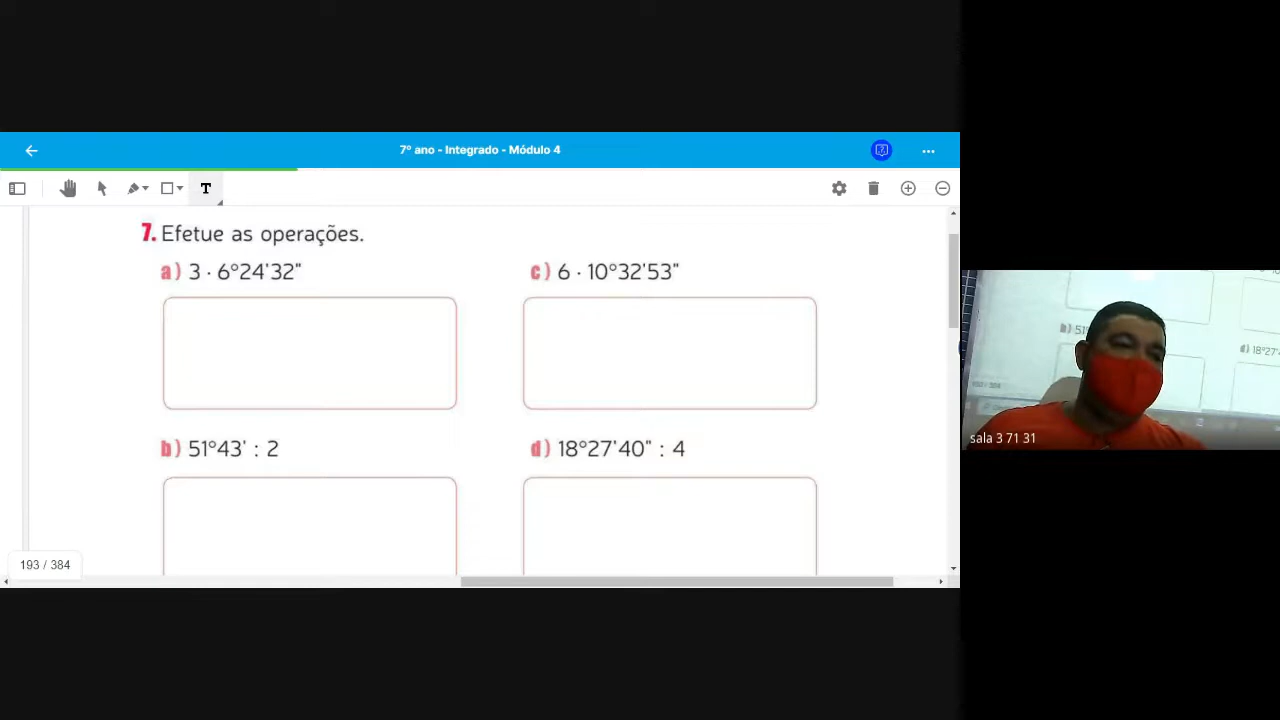 7º ano - Integrado - Módulo 4
T
7. Efetue as operações.
a) 3 · 6°24'32"
c) 6 · 10°32'53"
b) 51°43' : 2
d) 18°27'40" : 4
193 / 384
sala 3 71 31